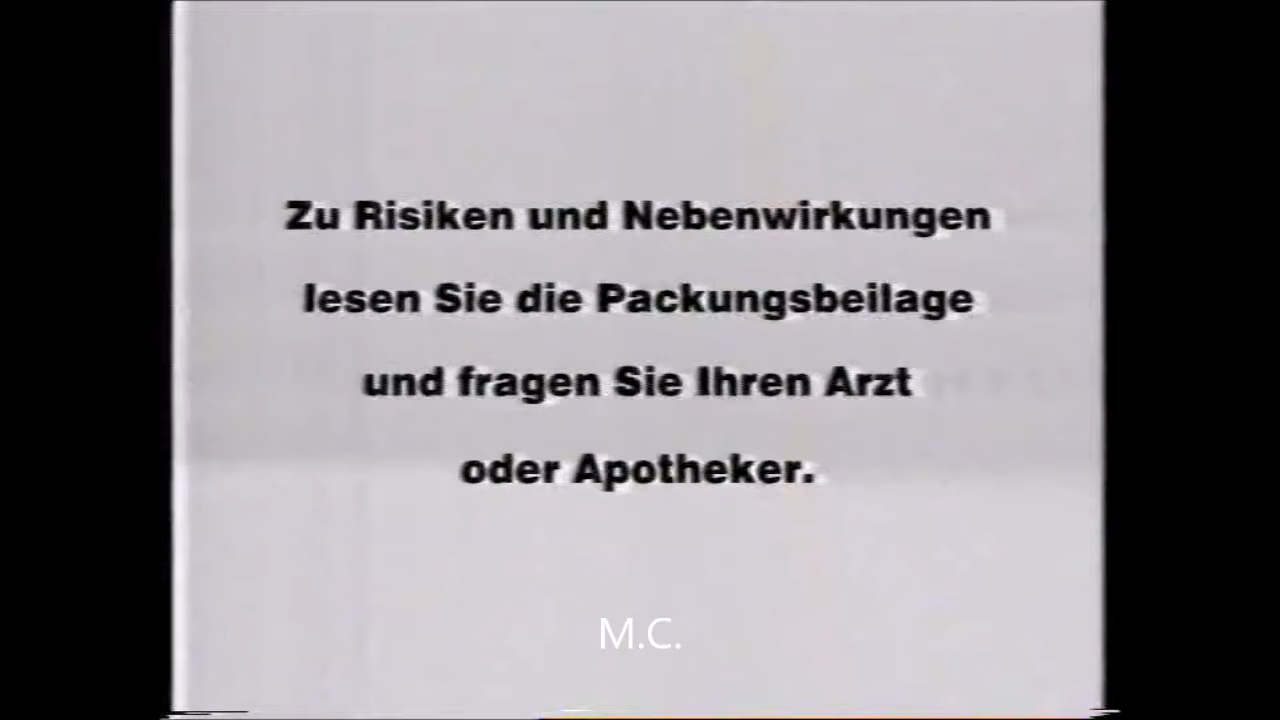 Zu Risiken und Nebenwirkungen
lesen Sie die Packungsbeilage
und fragen Sie Ihren Arzt
oder Apotheker.
M.C.